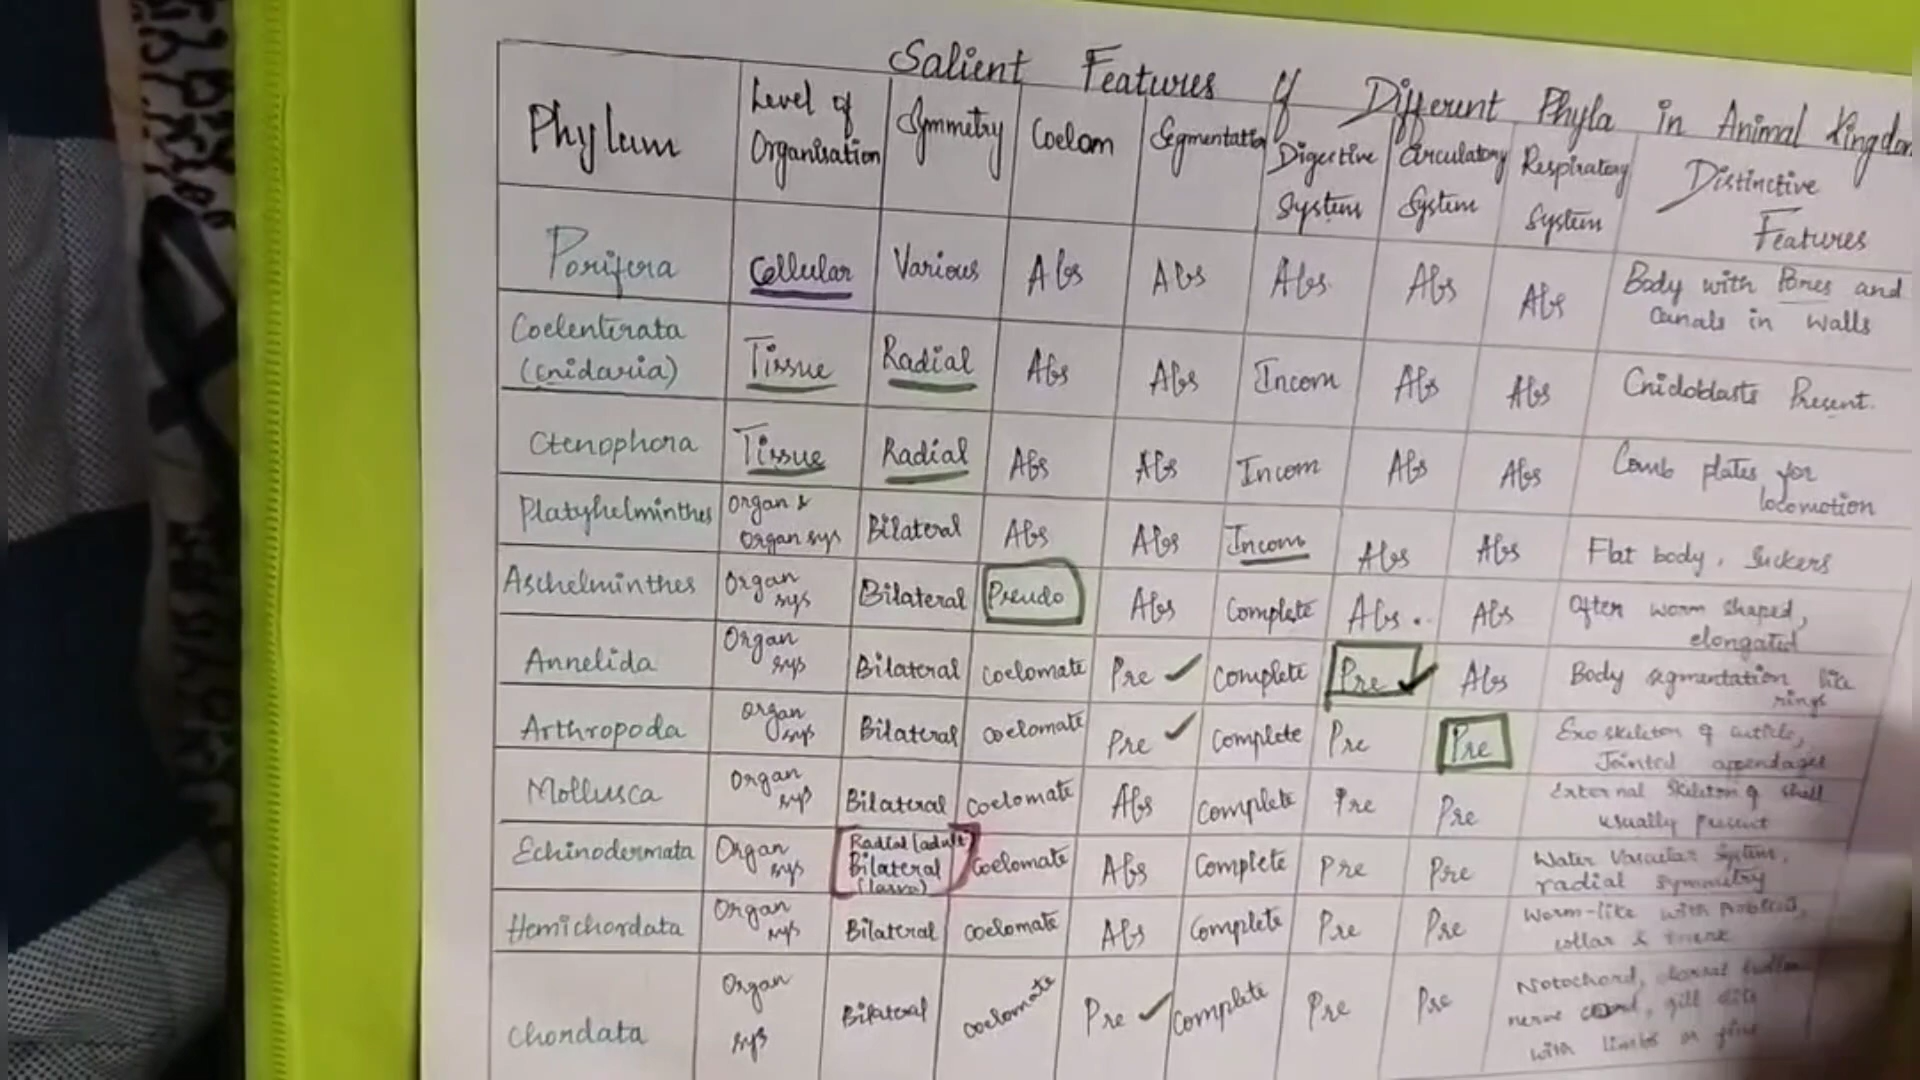 Salient Features of Different Phyla in Animal Kingdom
Phylum Level of Organisation Symmetry Coelom Segmentation Digestive System Circulatory System Respiratory System Distinctive Features
Porifera Cellular Various Abs Abs Abs Abs Abs Body with Pores and canals in walls
Coelenterata (cnidaria) Tissue Radial Abs Abs Incom Abs Abs Cnidoblasts Present.
Ctenophora Tissue Radial Abs Abs Incom Abs Abs Comb plates for locomotion
Platyhelminthes Organ & Organ sys Bilateral Abs Abs Incom Abs Abs Flat body, Suckers
Aschelminthes Organ sys Bilateral Pseudo Abs Complete Abs Abs Often worm shaped, elongated
Annelida Organ sys Bilateral Coelomate Pre ✓ Complete Pre ✓ Abs Body segmentation like rings
Arthropoda Organ sys Bilateral Coelomate Pre ✓ Complete Pre Pre Exoskeleton of cuticle, Jointed appendages
Mollusca Organ sys Bilateral Coelomate Abs Complete Pre Pre External Skeleton of shell usually present
Echinodermata Organ sys Radial (adult Bilateral (larva) Coelomate Abs Complete Pre Pre Water Vascular System, radial symmetry
Hemichordata Organ sys Bilateral Coelomate Abs Complete Pre Pre Worm-like with collar &
Chordata Organ sys Bilateral Coelomate Pre ✓ Complete Pre Pre Notochord, dorsal hollow nerve cord, gill slits with limbs or fins